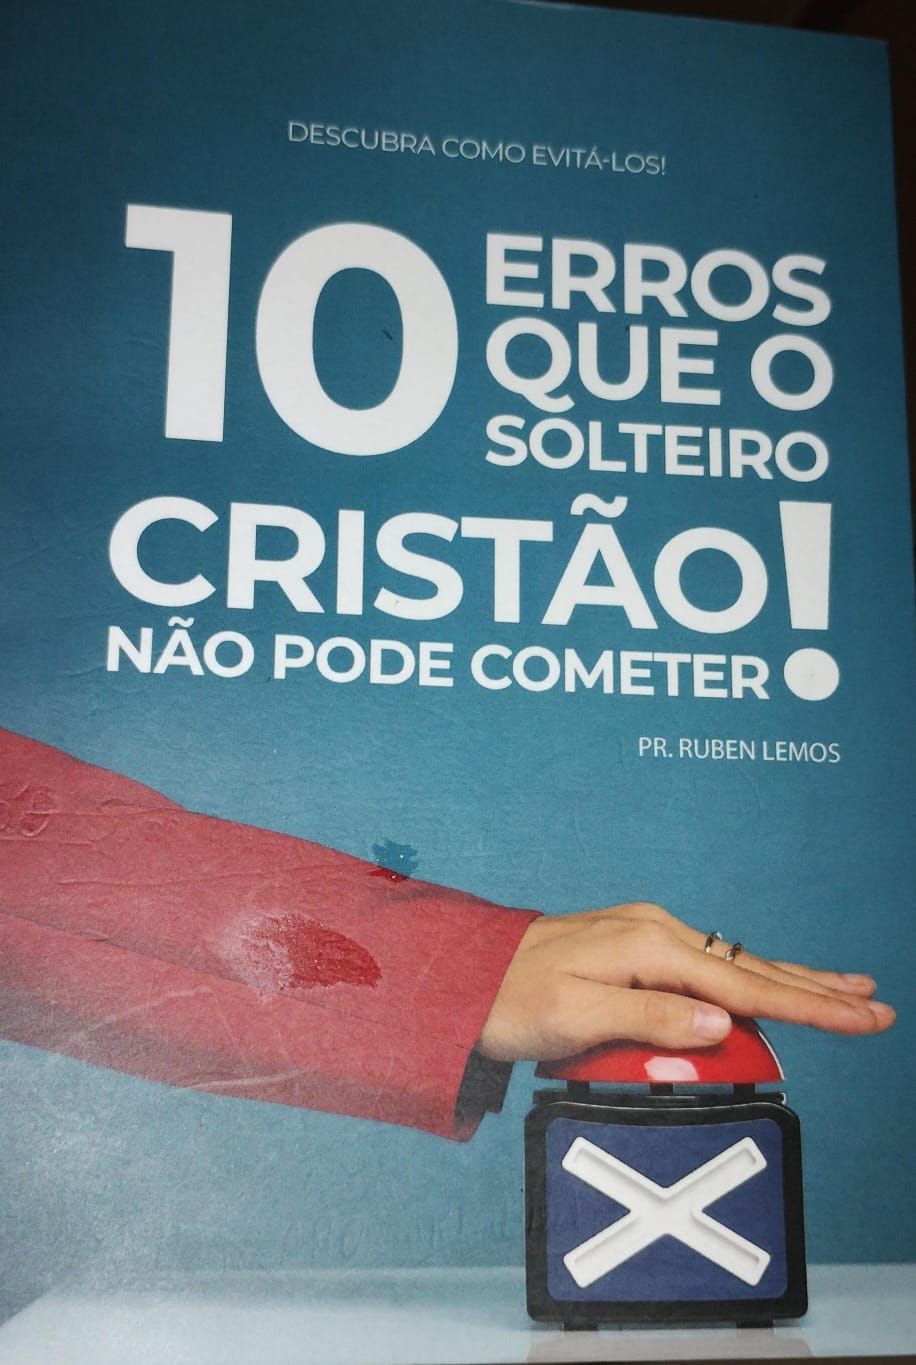 DESCUBRA COMO EVITÁ-LOS!
10 ERROS
QUE O
SOLTEIRO
CRISTÃO!
NÃO PODE COMETER
PR. RUBEN LEMOS